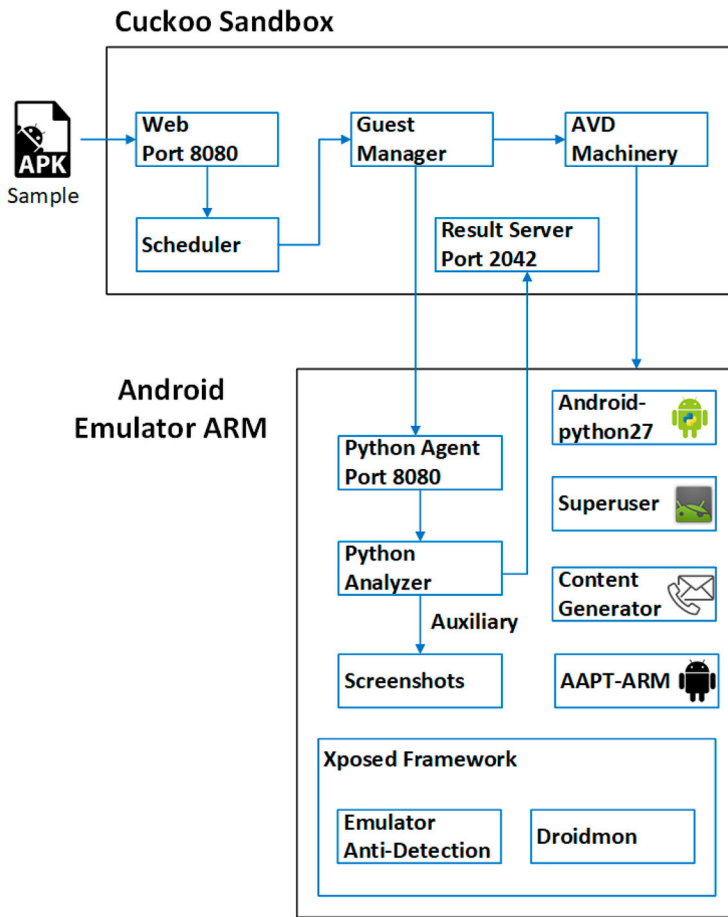 Cuckoo Sandbox
APK
Sample
Web
Port 8080
Guest
Manager
AVD
Machinery
Scheduler
Result Server
Port 2042
Android
Emulator ARM
Android-
python27
Python Agent
Port 8080
Superuser
Python
Analyzer
Content
Generator
Auxiliary
Screenshots
AAPT-ARM
Xposed Framework
Emulator
Anti-Detection
Droidmon